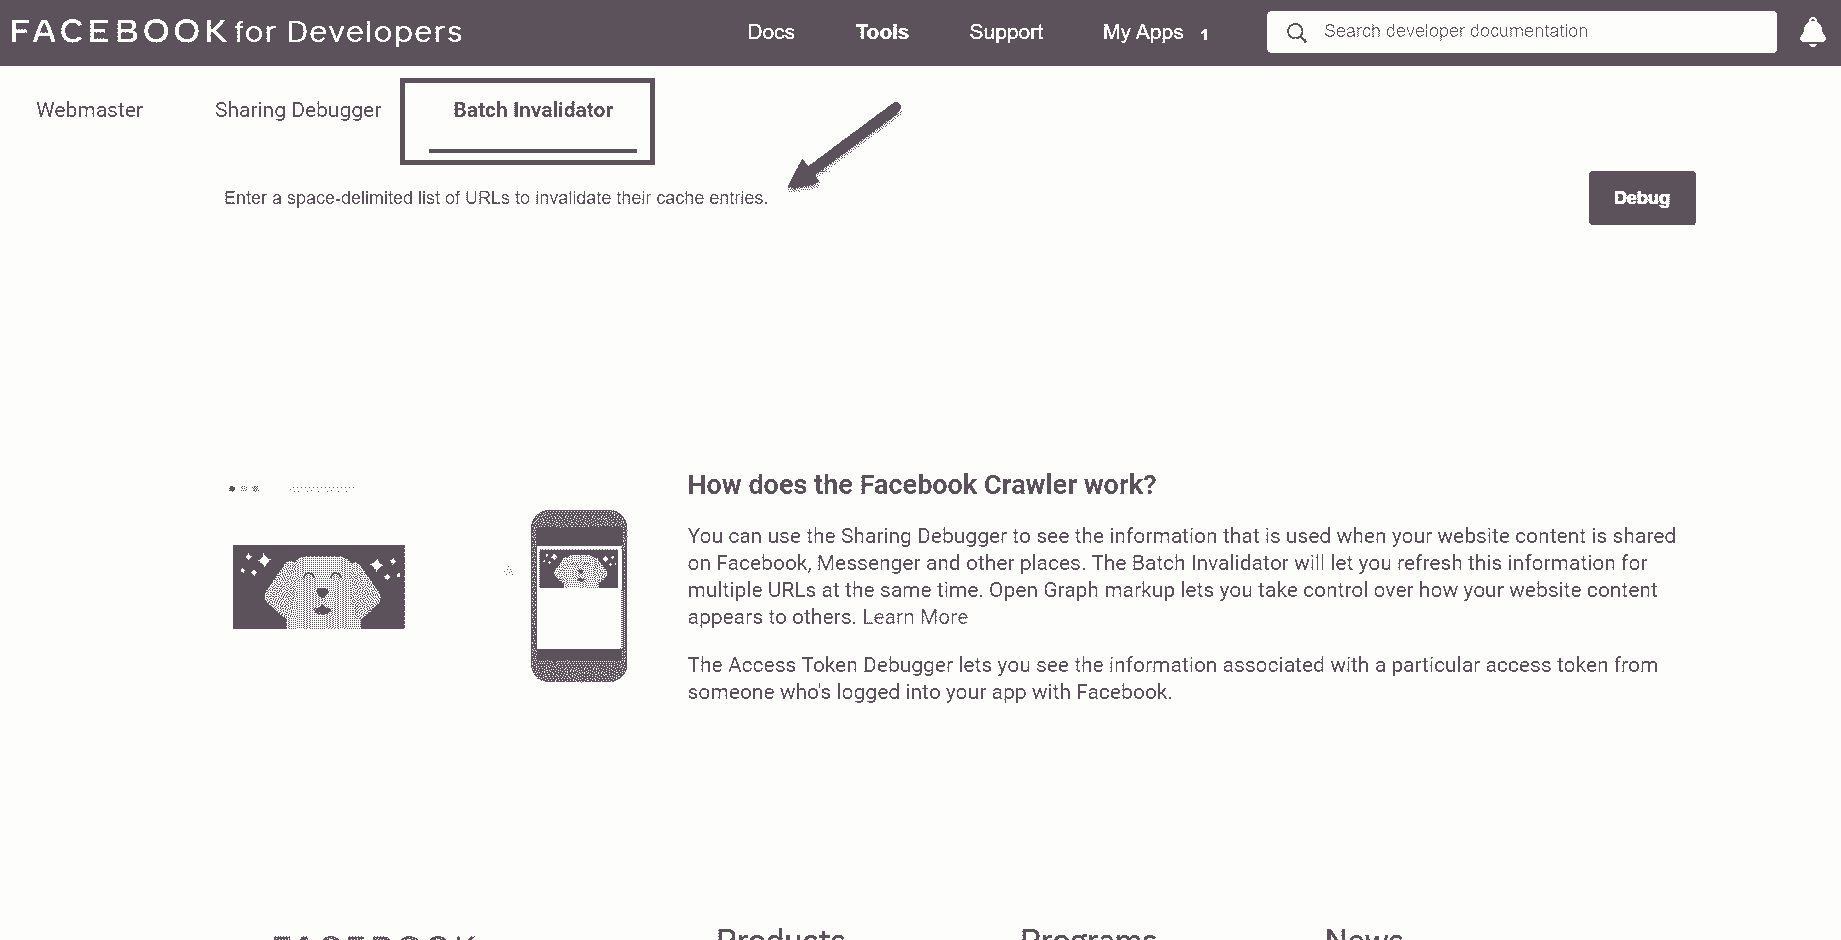 FACEBOOK for Developers
Docs
Tools
Support
My Apps 1
Search developer documentation
Webmaster
Sharing Debugger
Batch Invalidator
Enter a space-delimited list of URLs to invalidate their cache entries.
Debug
How does the Facebook Crawler work?
You can use the Sharing Debugger to see the information that is used when your website content is shared
on Facebook, Messenger and other places. The Batch Invalidator will let you refresh this information for
multiple URLs at the same time. Open Graph markup lets you take control over how your website content
appears to others. Learn More
The Access Token Debugger lets you see the information associated with a particular access token from
someone who's logged into your app with Facebook.
FACEBOOK
Products
Programs
News